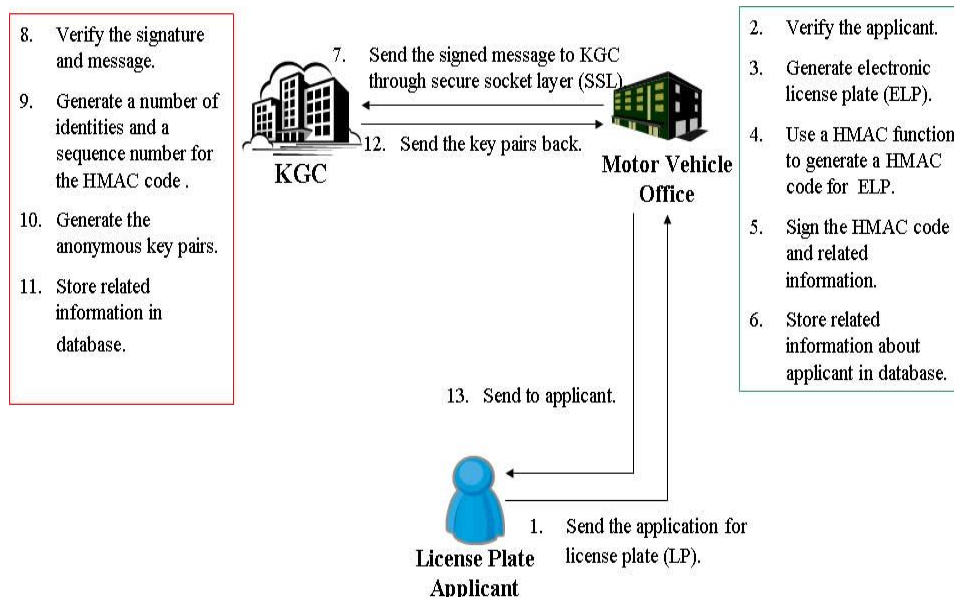 8. Verify the signature
and message.
9. Generate a number of
identities and a
sequence number for
the HMAC code .
10. Generate the
anonymous key pairs.
11. Store related
information in
database.
7. Send the signed message to KGC
through secure socket layer (SSL)
12. Send the key pairs back.
KGC
Motor Vehicle
Office
2. Verify the applicant.
3. Generate electronic
license plate (ELP).
4. Use a HMAC function
to generate a HMAC
code for ELP.
5. Sign the HMAC code
and related
information.
6. Store related
information about
applicant in database.
13. Send to applicant.
1. Send the application for
license plate (LP).
License Plate
Applicant